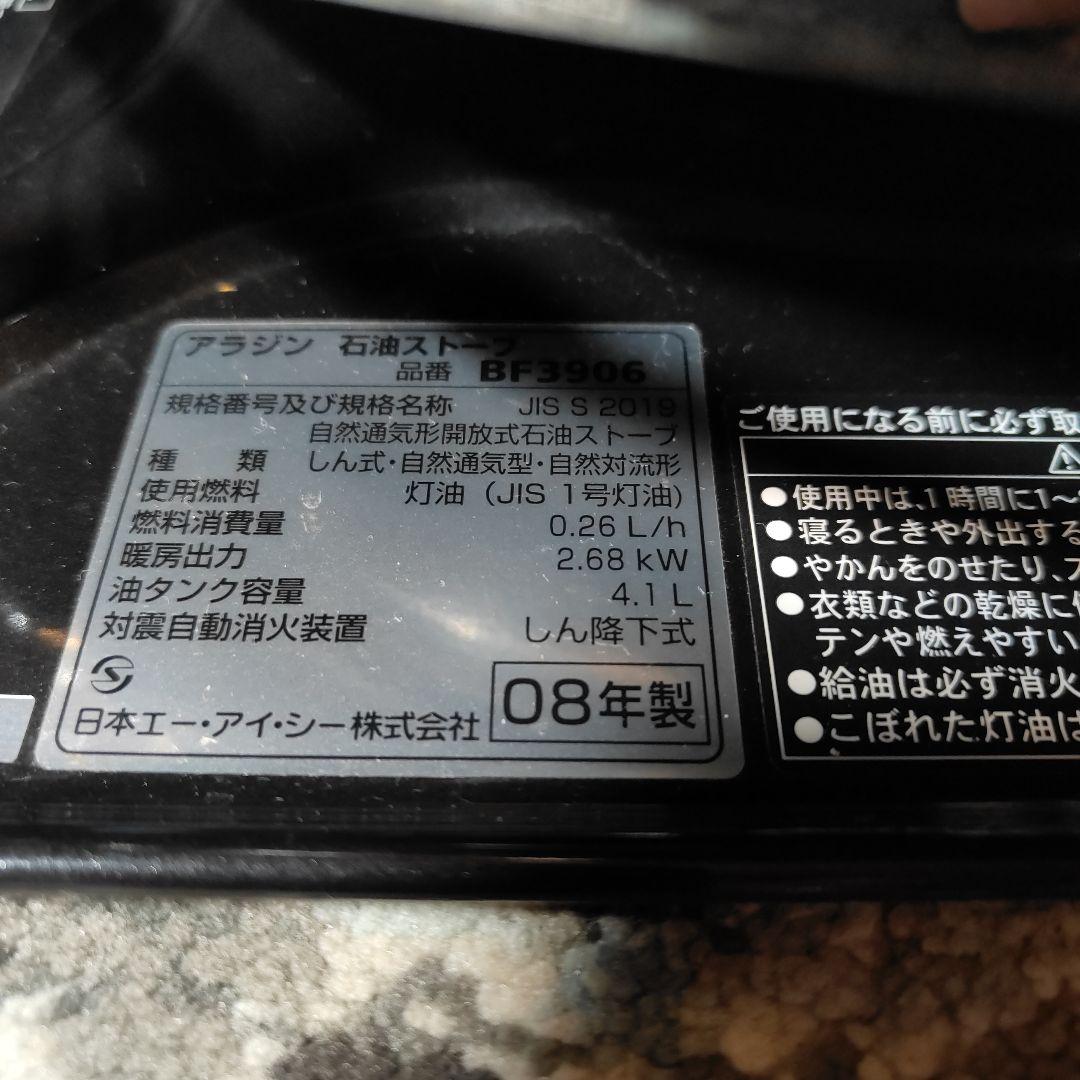 アラジン 石油ストーブ
品番 BF3906
規格番号及び規格名称 JIS S 2019
自然通気形開放式石油ストーブ
種 類 しん式・自然通気型・自然対流形
使用燃料 灯油（JIS 1号灯油)
燃料消費量 0.26 L/h
暖房出力 2.68 kW
油タンク容量 4.1 L
対震自動消火装置 しん降下式
日本エー・アイ・シー株式会社
08年製
ご使用になる前に必ず取
●使用中は、1時間に1〜
●寝るときや外出する
●やかんをのせたり、
●衣類などの乾燥に
テンや燃えやすい
●給油は必ず消火
●こぼれた灯油は